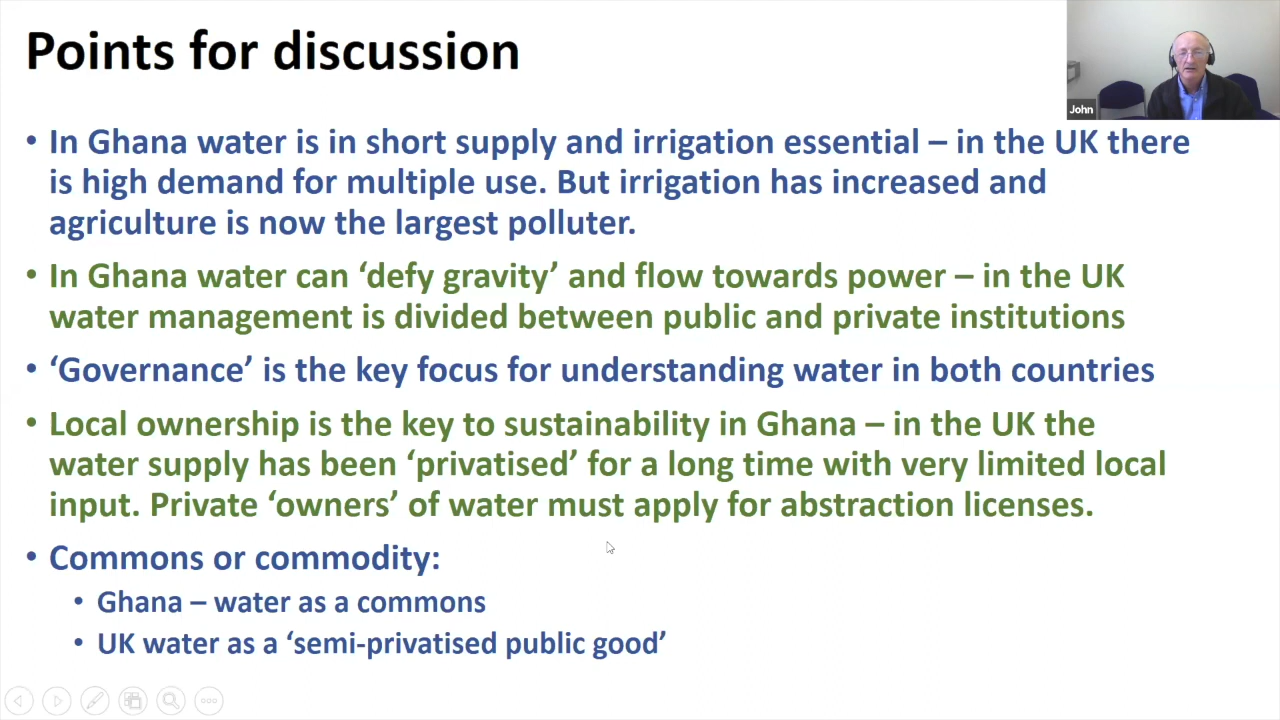 Points for discussion
John
• In Ghana water is in short supply and irrigation essential – in the UK there
is high demand for multiple use. But irrigation has increased and
agriculture is now the largest polluter.
• In Ghana water can ‘defy gravity’ and flow towards power – in the UK
water management is divided between public and private institutions
• ‘Governance’ is the key focus for understanding water in both countries
• Local ownership is the key to sustainability in Ghana – in the UK the
water supply has been ‘privatised’ for a long time with very limited local
input. Private ‘owners’ of water must apply for abstraction licenses.
• Commons or commodity:
• Ghana – water as a commons
• UK water as a ‘semi-privatised public good’